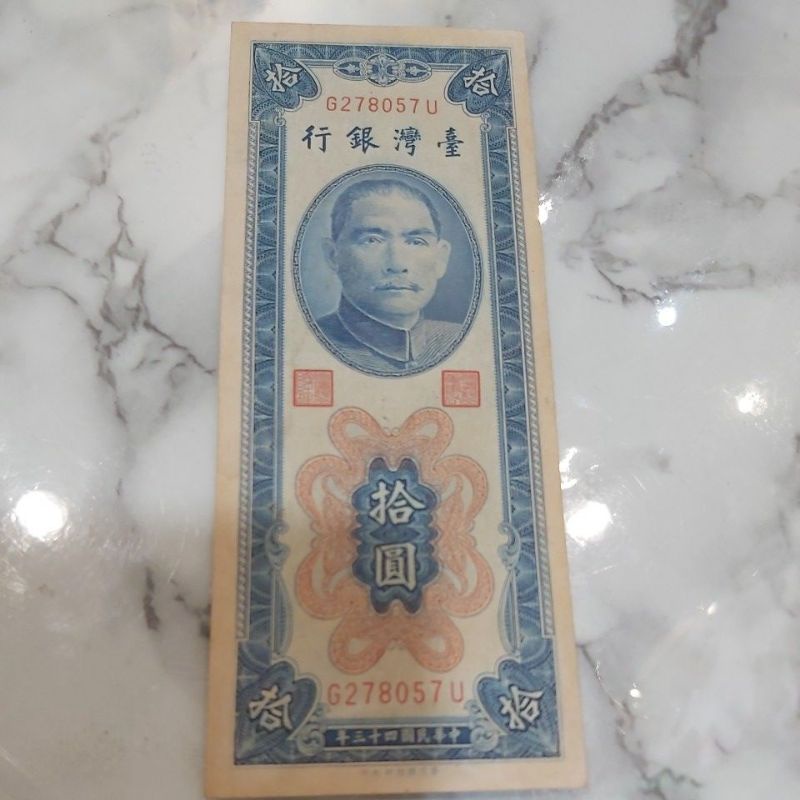 拾 拾
G278057U
臺灣銀行
拾圓
G278057U
拾 拾
中華民國四十三年